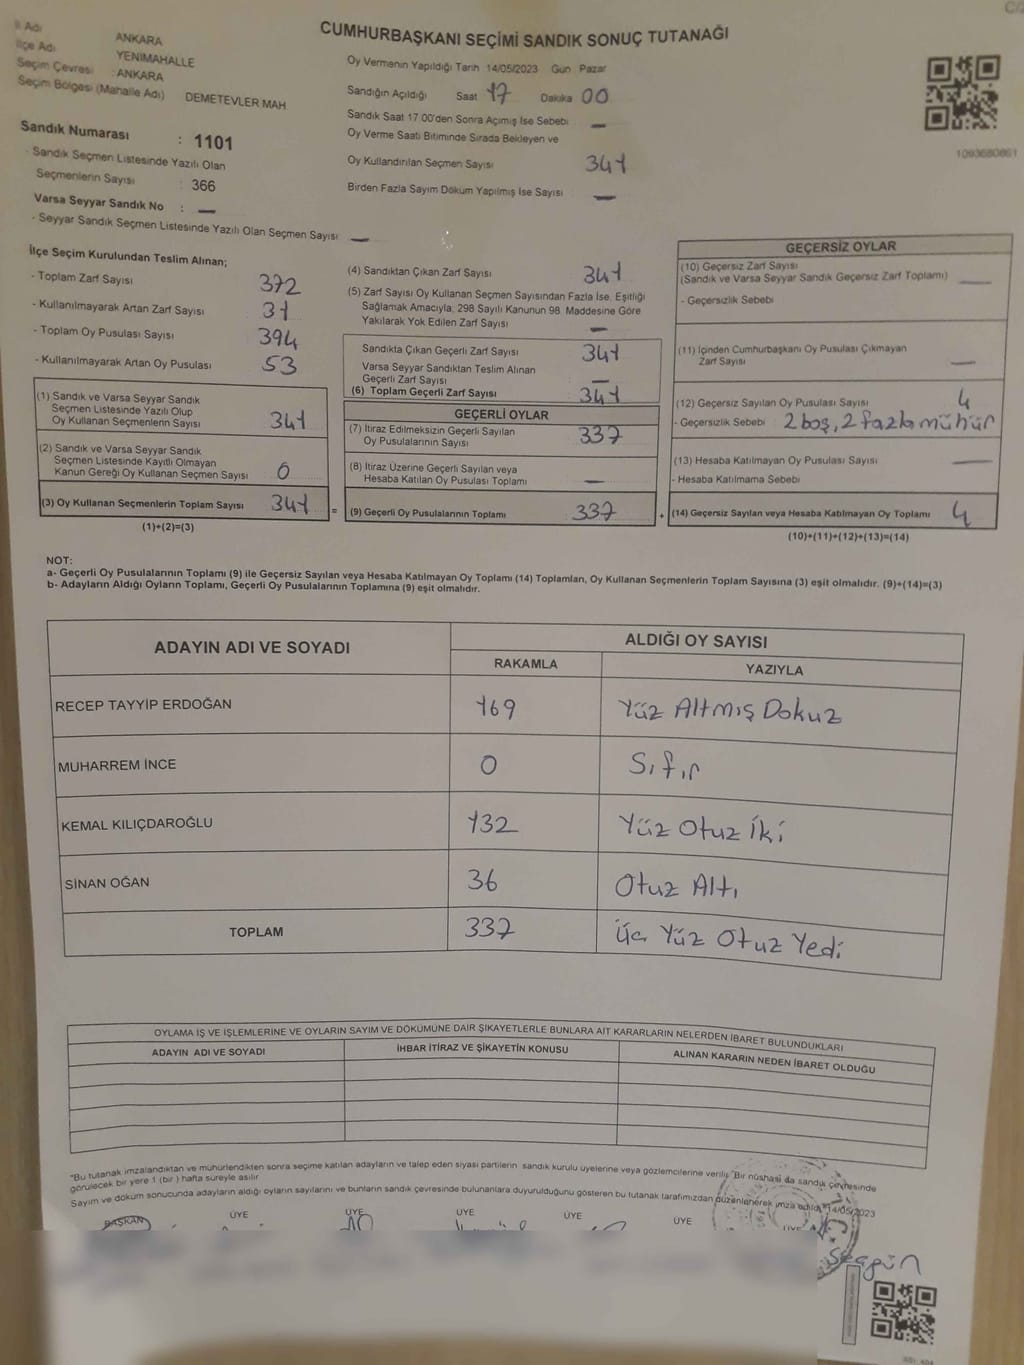 CUMHURBAŞKANI SEÇİMİ SANDIK SONUÇ TUTANAĞI
İl Adı ANKARA
İlçe Adı YENİMAHALLE
Seçim Çevresi : ANKARA
Seçim Bölgesi (Mahalle Adı) DEMETEVLER MAH
Sandık Numarası : 1101
- Sandık Seçmen Listesinde Yazılı Olan
Seçmenlerin Sayısı : 366
Varsa Seyyar Sandık No : —
- Seyyar Sandık Seçmen Listesinde Yazılı Olan Seçmen Sayısı —
Oy Vermenin Yapıldığı Tarih 14/05/2023 Gün Pazar
Sandığın Açıldığı Saat 17 Dakika 00
Sandık Saat 17 00'den Sonra Açımış İse Sebebi —
Oy Verme Saati Bitiminde Sırada Bekleyen ve
Oy Kullandırılan Seçmen Sayısı 341
Birden Fazla Sayım Döküm Yapılmış İse Sayısı —
1093680861
İlçe Seçim Kurulundan Teslim Alınan;
- Toplam Zarf Sayısı 372
- Kullanılmayarak Artan Zarf Sayısı 31
- Toplam Oy Pusulası Sayısı 394
- Kullanılmayarak Artan Oy Pusulası 53
(1) Sandık ve Varsa Seyyar Sandık
Seçmen Listesinde Yazılı Olup
Oy Kullanan Seçmenlerin Sayısı 341
(2) Sandık ve Varsa Seyyar Sandık
Seçmen Listesinde Kayıtlı Olmayan
Kanun Gereği Oy Kullanan Seçmen Sayısı 0
(3) Oy Kullanan Seçmenlerin Toplam Sayısı 341 =
(1)+(2)=(3)
(4) Sandıktan Çıkan Zarf Sayısı 341
(5) Zarf Sayısı Oy Kullanan Seçmen Sayısından Fazla İse, Eşitliği
Sağlamak Amacıyla, 298 Sayılı Kanunun 98. Maddesine Göre
Yakılarak Yok Edilen Zarf Sayısı —
Sandıkta Çıkan Geçerli Zarf Sayısı 341
Varsa Seyyar Sandıktan Teslim Alınan
Geçerli Zarf Sayısı —
(6) Toplam Geçerli Zarf Sayısı 341
GEÇERLİ OYLAR
(7) İtiraz Edilmeksizin Geçerli Sayılan
Oy Pusulalarının Sayısı 337
(8) İtiraz Üzerine Geçerli Sayılan veya
Hesaba Katılan Oy Pusulası Toplamı —
(9) Geçerli Oy Pusulalarının Toplamı 337 +
GEÇERSİZ OYLAR
(10) Geçersiz Zarf Sayısı
(Sandık ve Varsa Seyyar Sandık Geçersiz Zarf Toplamı) —
- Geçersizlik Sebebi
(11) İçinden Cumhurbaşkanı Oy Pusulası Çıkmayan
Zarf Sayısı —
(12) Geçersiz Sayılan Oy Pusulası Sayısı 4
- Geçersizlik Sebebi 2 boş, 2 fazla mühür
(13) Hesaba Katılmayan Oy Pusulası Sayısı —
- Hesaba Katılmama Sebebi
(14) Geçersiz Sayılan veya Hesaba Katılmayan Oy Toplamı 4
(10)+(11)+(12)+(13)=(14)
NOT:
a- Geçerli Oy Pusulalarının Toplamı (9) ile Geçersiz Sayılan veya Hesaba Katılmayan Oy Toplamı (14) Toplamları, Oy Kullanan Seçmenlerin Toplam Sayısına (3) eşit olmalıdır. (9)+(14)=(3)
b- Adayların Aldığı Oyların Toplamı, Geçerli Oy Pusulalarının Toplamına (9) eşit olmalıdır.
ADAYIN ADI VE SOYADI ALDIĞI OY SAYISI
RAKAMLA YAZIYLA
RECEP TAYYİP ERDOĞAN 169 Yüz Altmış Dokuz
MUHARREM İNCE 0 Sıfır
KEMAL KILIÇDAROĞLU 132 Yüz Otuz İki
SİNAN OĞAN 36 Otuz Altı
TOPLAM 337 Üç Yüz Otuz Yedi
OYLAMA İŞ VE İŞLEMLERİNE VE OYLARIN SAYIM VE DÖKÜMÜNE DAİR ŞİKAYETLERLE BUNLARA AİT KARARLARIN NELERDEN İBARET BULUNDUKLARI
ADAYIN ADI VE SOYADI İHBAR İTİRAZ VE ŞİKAYETİN KONUSU ALINAN KARARIN NEDEN İBARET OLDUĞU
"Bu tutanak imzalandıktan ve mühürlendikten sonra seçime katılan adayların ve talep eden siyasi partilerin sandık kurulu üyelerine veya gözlemcilerine verilir. "Bir nüshası da sandık çevresinde
görülecek bir yere 1 (bir ) hafta süreyle asılır
Sayım ve döküm sonucunda adayların aldığı oyların sayılarını ve bunların sandık çevresinde bulunanlara duyurulduğunu gösteren bu tutanak tarafımızdan düzenlenerek imza edildi. 14/05/2023
BAŞKAN ÜYE ÜYE ÜYE ÜYE ÜYE ÜYE